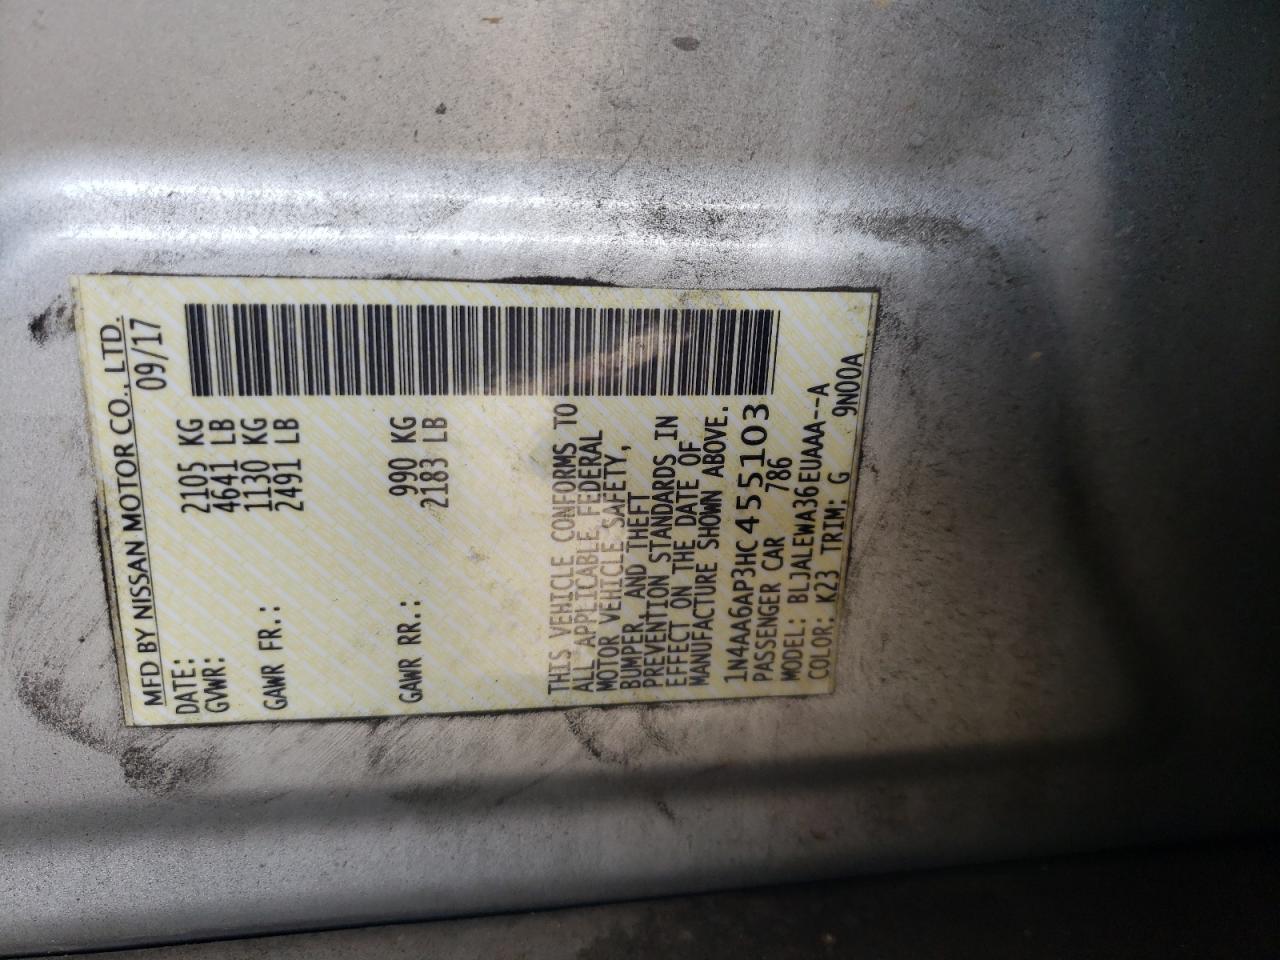 MFD BY NISSAN MOTOR CO., LTD.
DATE: 09/17
GVWR: 2105 KG
4641 LB
GAWR FR.: 1130 KG
2491 LB
GAWR RR.: 990 KG
2183 LB
THIS VEHICLE CONFORMS TO
ALL APPLICABLE FEDERAL
MOTOR VEHICLE SAFETY,
BUMPER, AND THEFT
PREVENTION STANDARDS IN
EFFECT ON THE DATE OF
MANUFACTURE SHOWN ABOVE.
1N4AA6AP3HC455103
PASSENGER CAR 786
MODEL: BLJALEWA36EUAAA--A
COLOR: K23 TRIM: G 9N00A